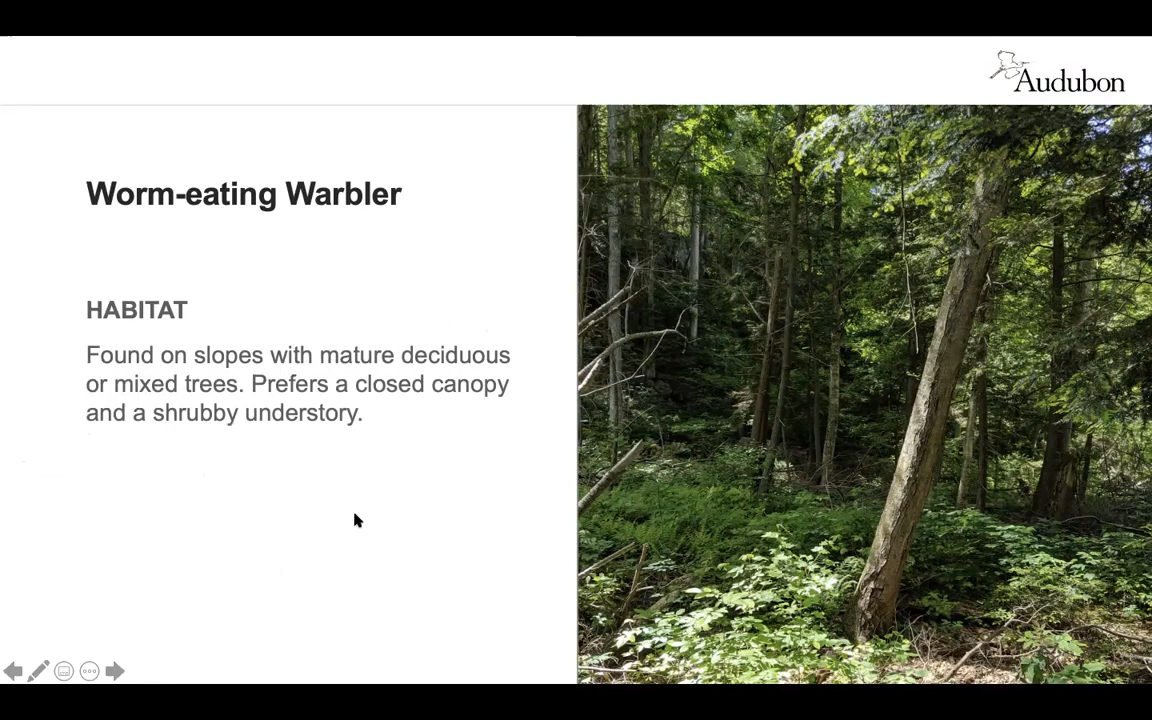 Audubon
Worm-eating Warbler
HABITAT
Found on slopes with mature deciduous
or mixed trees. Prefers a closed canopy
and a shrubby understory.